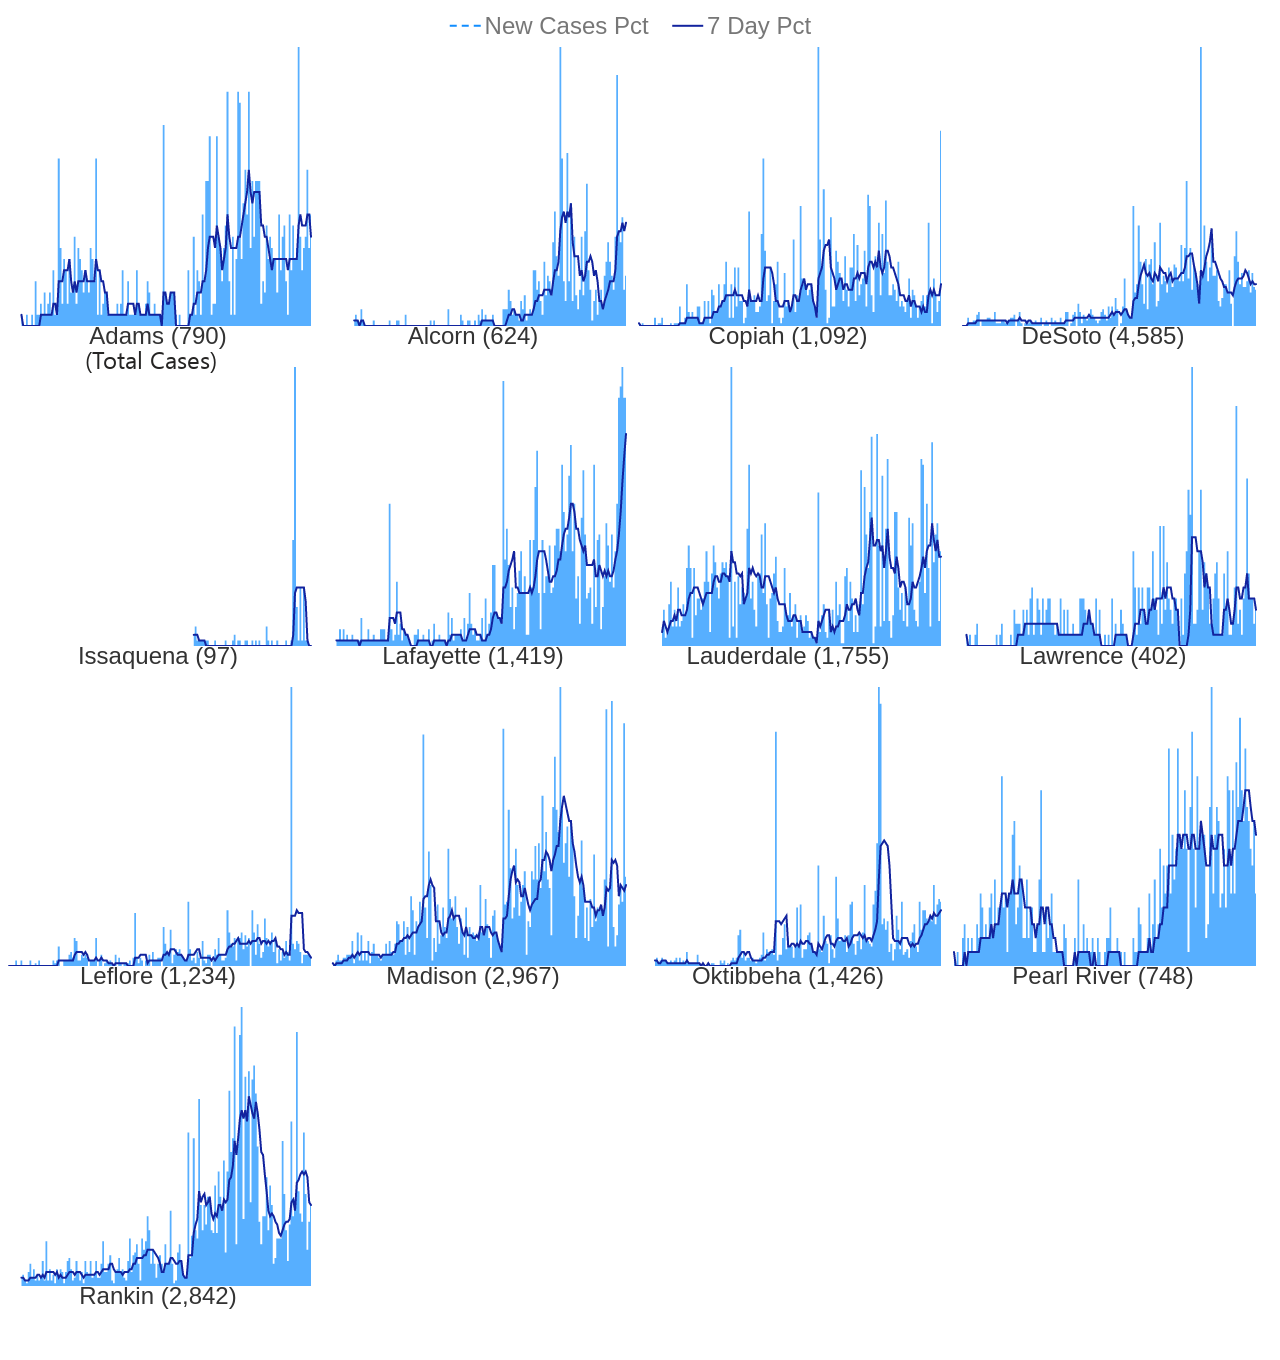 New Cases Pct 7 Day Pct
Adams (790) Alcorn (624) Copiah (1,092) DeSoto (4,585)
(Total Cases)
Issaquena (97) Lafayette (1,419) Lauderdale (1,755) Lawrence (402)
Leflore (1,234) Madison (2,967) Oktibbeha (1,426) Pearl River (748)
Rankin (2,842)